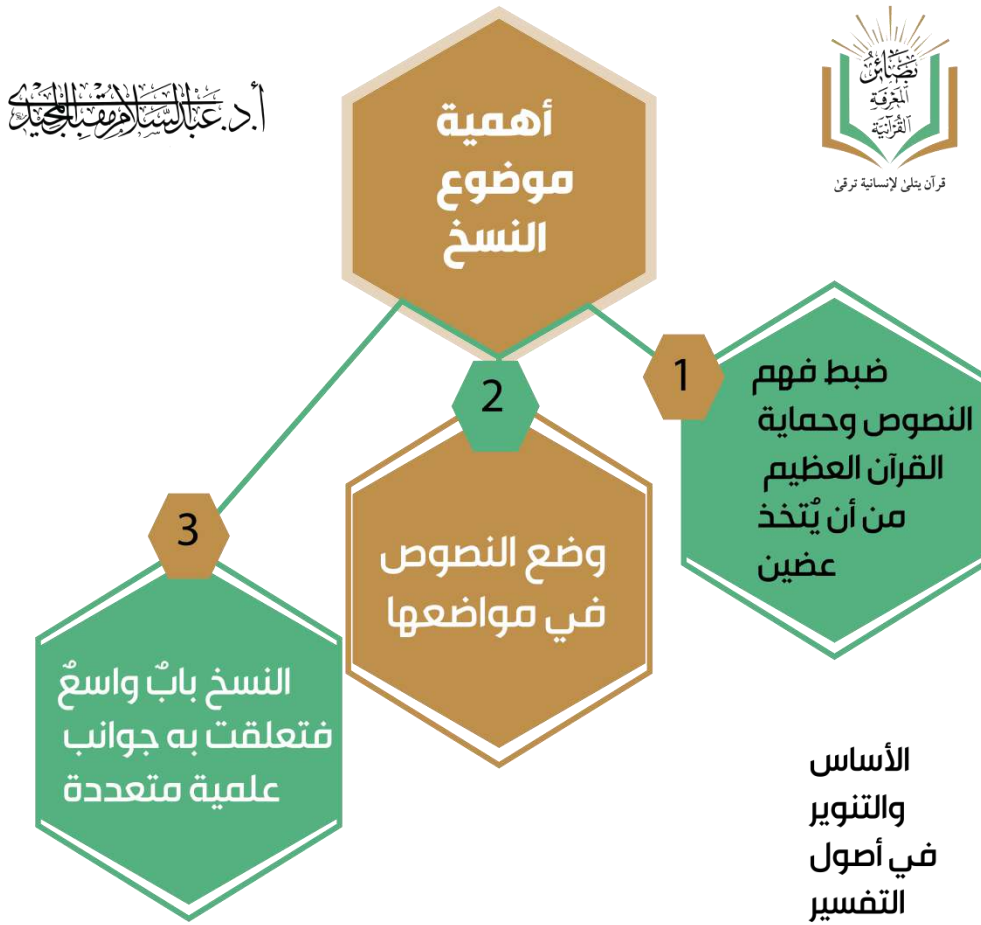 بصائر
المعرفة
القرآنية
قرآن يتلى لإنسانية ترقى
أ.د. عبدالسلام مقبل المجيدي
أهمية
موضوع
النسخ
1
ضبط فهم
النصوص وحماية
القرآن العظيم
من أن يُتخذ
عضين
2
وضع النصوص
في مواضعها
3
النسخ بابٌ واسعٌ
فتعلقت به جوانب
علمية متعددة
الأساس
والتنوير
في أصول
التفسير